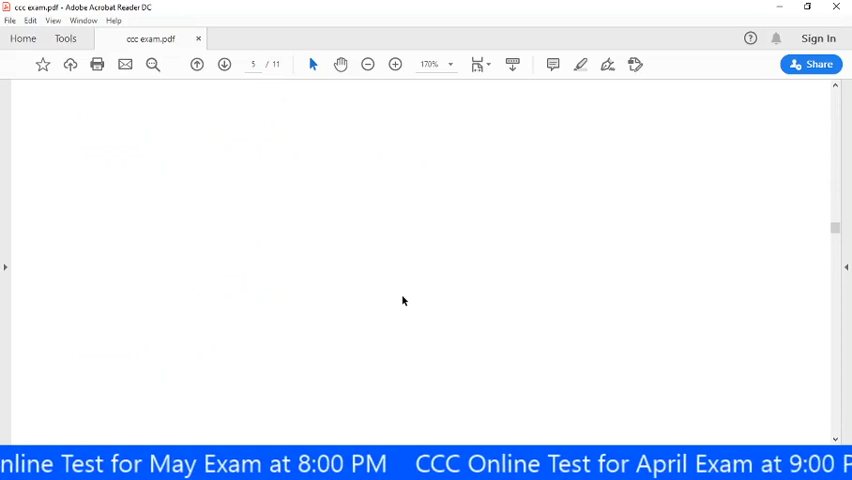 ccc exam.pdf - Adobe Acrobat Reader DC
File Edit View Window Help
Home Tools ccc exam.pdf × Sign In
5 / 11 170% Share
nline Test for May Exam at 8:00 PM CCC Online Test for April Exam at 9:00 P